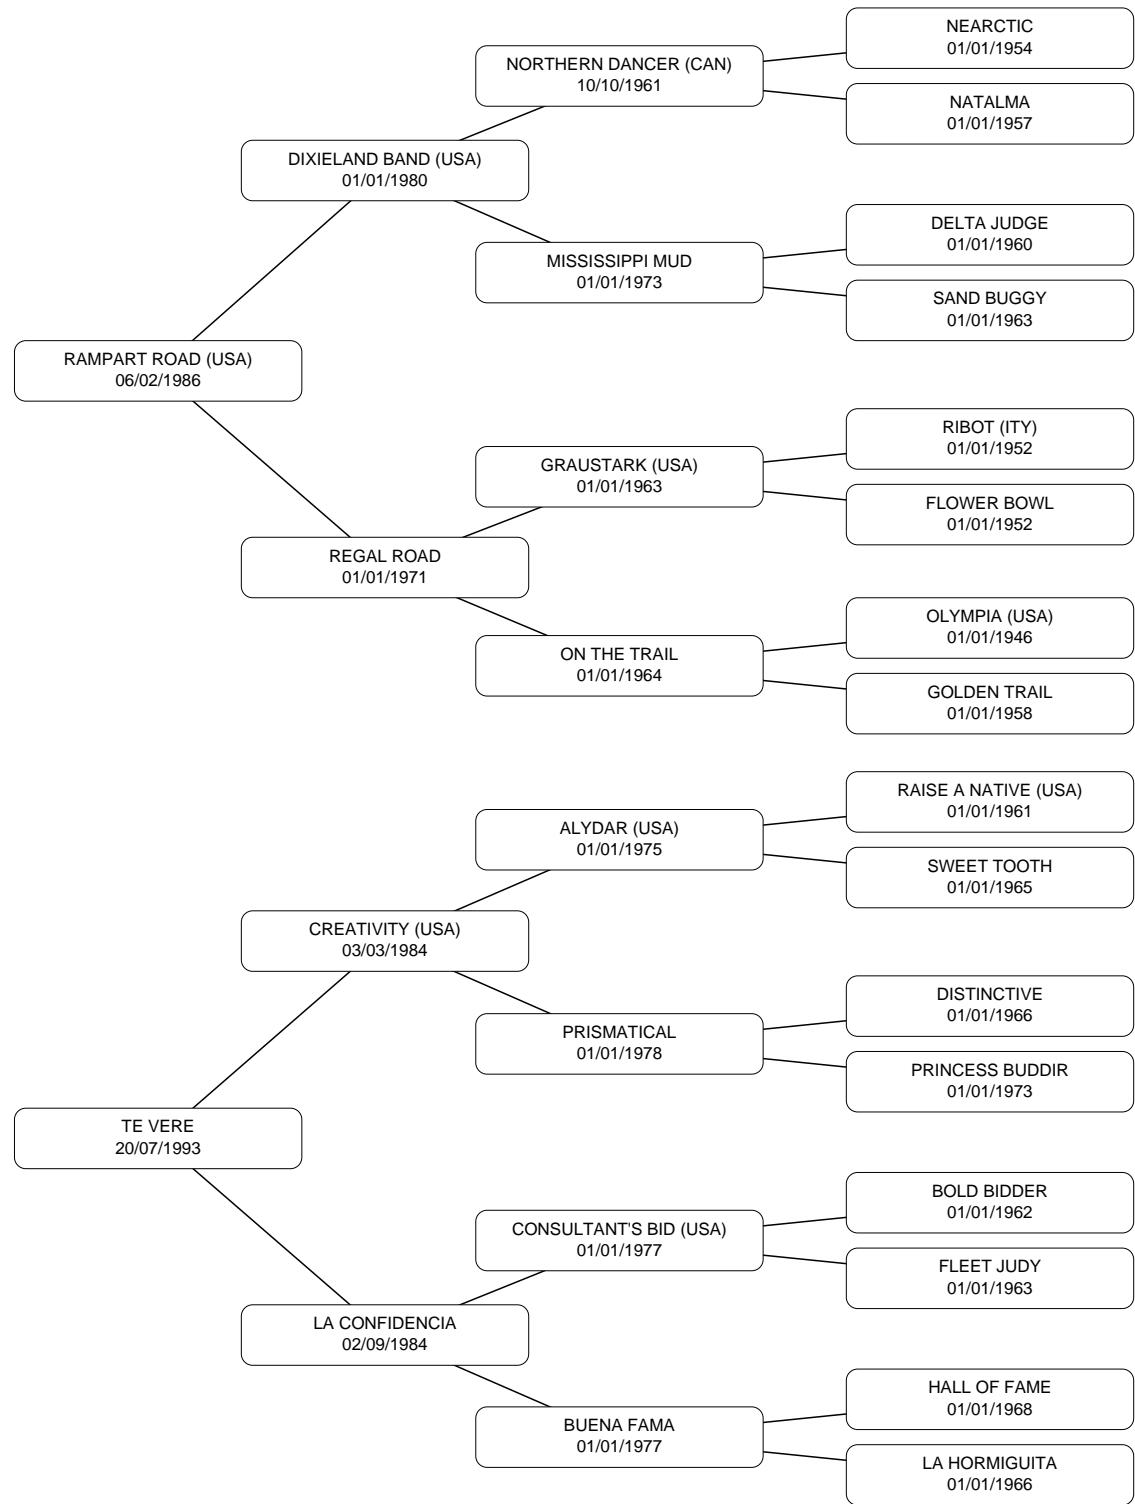 NEARCTIC
01/01/1954
NORTHERN DANCER (CAN)
10/10/1961
NATALMA
01/01/1957
DIXIELAND BAND (USA)
01/01/1980
DELTA JUDGE
01/01/1960
MISSISSIPPI MUD
01/01/1973
SAND BUGGY
01/01/1963
RAMPART ROAD (USA)
06/02/1986
RIBOT (ITY)
01/01/1952
GRAUSTARK (USA)
01/01/1963
FLOWER BOWL
01/01/1952
REGAL ROAD
01/01/1971
OLYMPIA (USA)
01/01/1946
ON THE TRAIL
01/01/1964
GOLDEN TRAIL
01/01/1958
RAISE A NATIVE (USA)
01/01/1961
ALYDAR (USA)
01/01/1975
SWEET TOOTH
01/01/1965
CREATIVITY (USA)
03/03/1984
DISTINCTIVE
01/01/1966
PRISMATICAL
01/01/1978
PRINCESS BUDDIR
01/01/1973
TE VERE
20/07/1993
BOLD BIDDER
01/01/1962
CONSULTANT'S BID (USA)
01/01/1977
FLEET JUDY
01/01/1963
LA CONFIDENCIA
02/09/1984
HALL OF FAME
01/01/1968
BUENA FAMA
01/01/1977
LA HORMIGUITA
01/01/1966